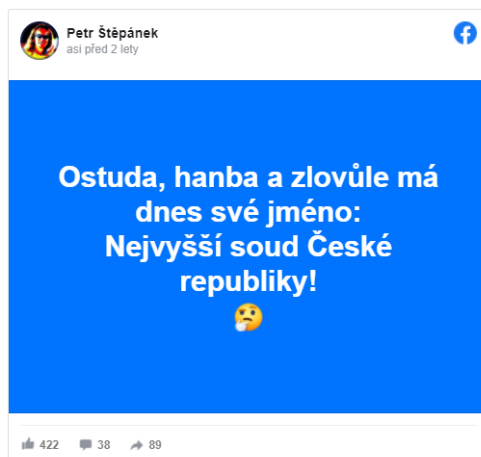 Petr Štěpánek
asi před 2 lety
Ostuda, hanba a zlovůle má
dnes své jméno:
Nejvyšší soud České
republiky!
422 38 89